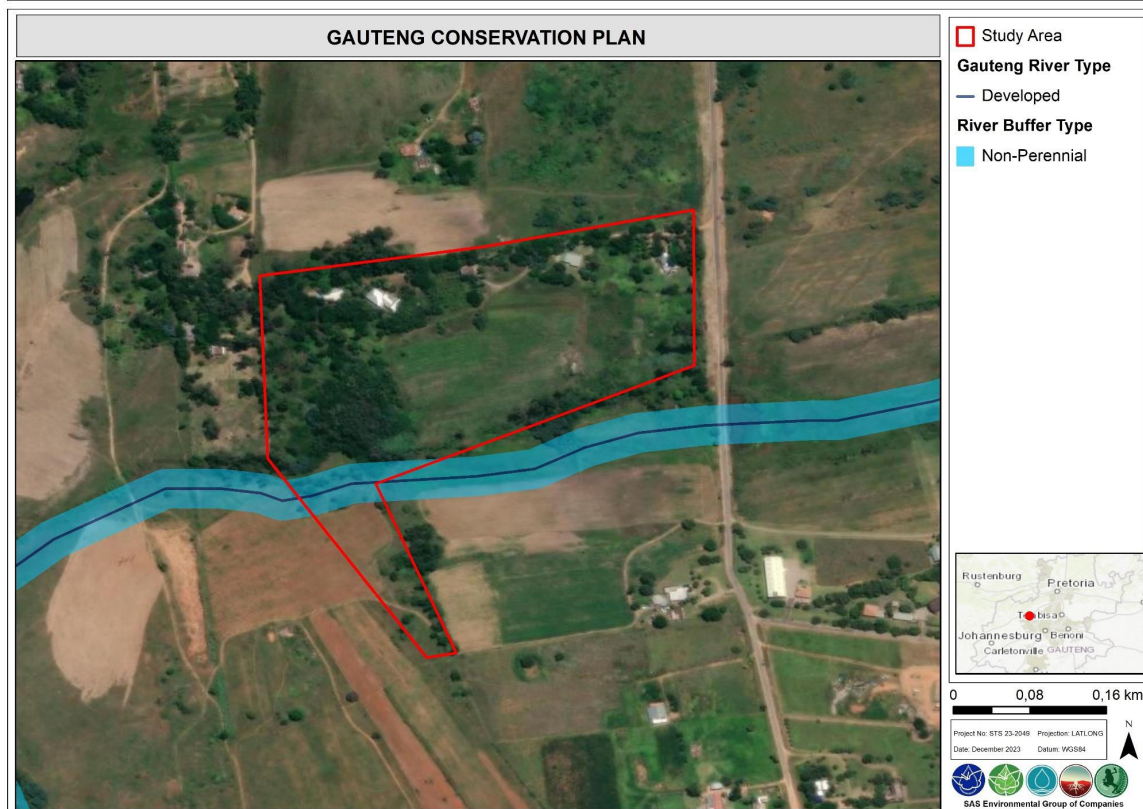 GAUTENG CONSERVATION PLAN
Study Area
Gauteng River Type
Developed
River Buffer Type
Non-Perennial
Rustenburg
Pretoria
Johannesburg
Benoni
Carletonville
GAUTENG
0 0,08 0,16 km
Project No: STS 23-2049 Projection: LATLONG
Date: December 2023 Datum: WGS84
N
SAS Environmental Group of Companies